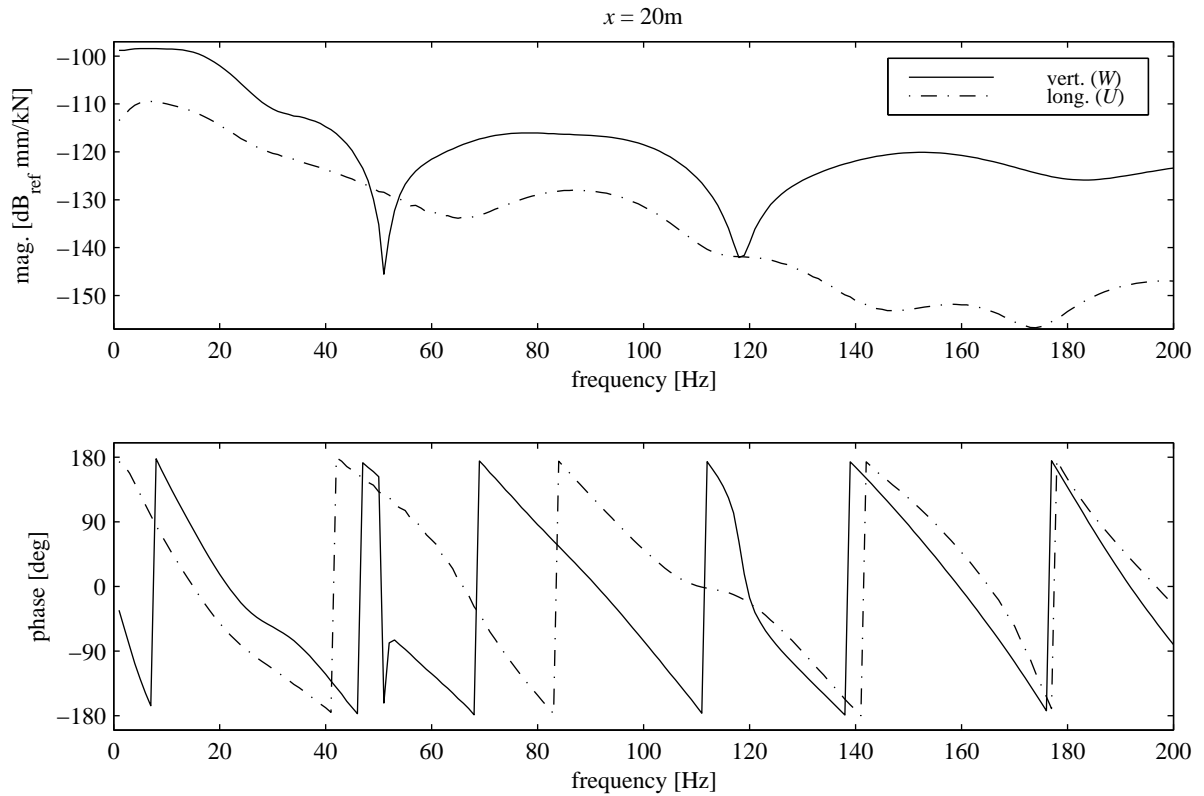 x = 20m
mag. [dBref mm/kN]
−100
−110
−120
−130
−140
−150
vert. (W)
long. (U)
0 20 40 60 80 100 120 140 160 180 200
frequency [Hz]
phase [deg]
180
90
0
−90
−180
0 20 40 60 80 100 120 140 160 180 200
frequency [Hz]